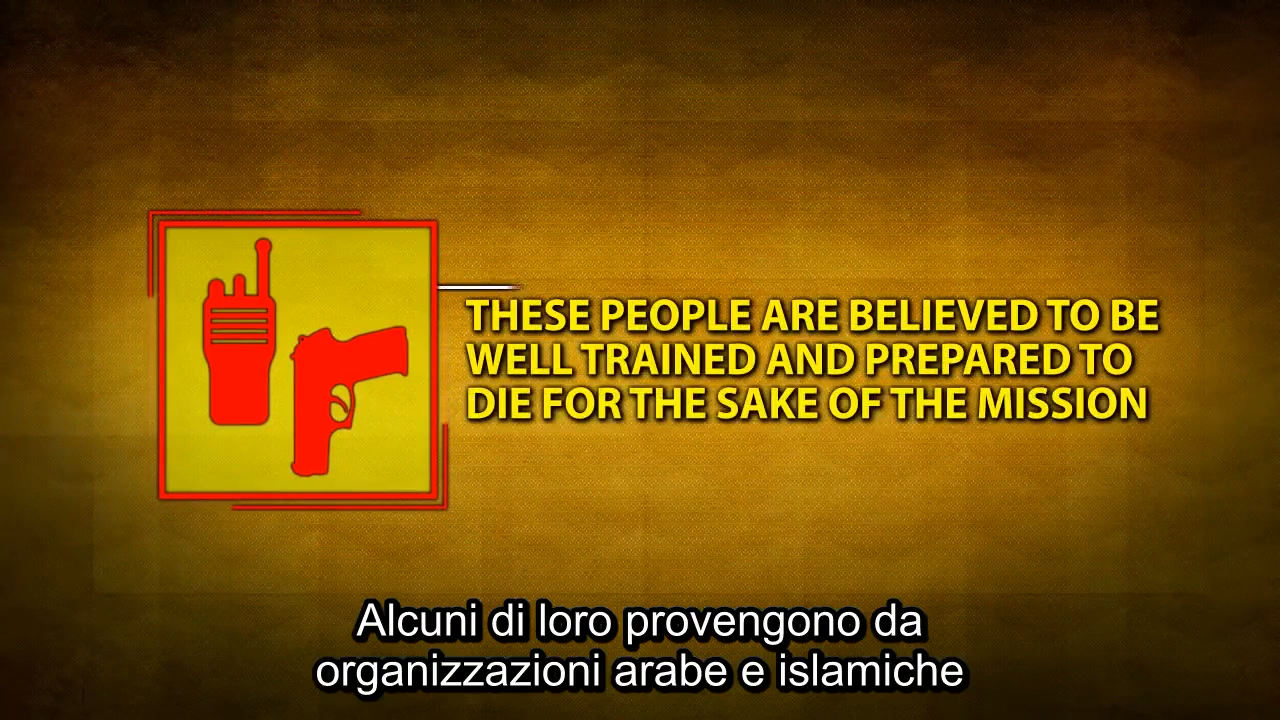 THESE PEOPLE ARE BELIEVED TO BE
WELL TRAINED AND PREPARED TO
DIE FOR THE SAKE OF THE MISSION
Alcuni di loro provengono da
organizzazioni arabe e islamiche